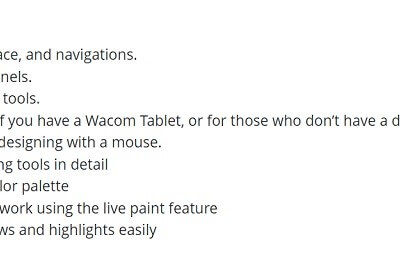 ace, and navigations.
nels.
tools.
f you have a Wacom Tablet, or for those who don't have a d
designing with a mouse.
ng tools in detail
lor palette
work using the live paint feature
ws and highlights easily